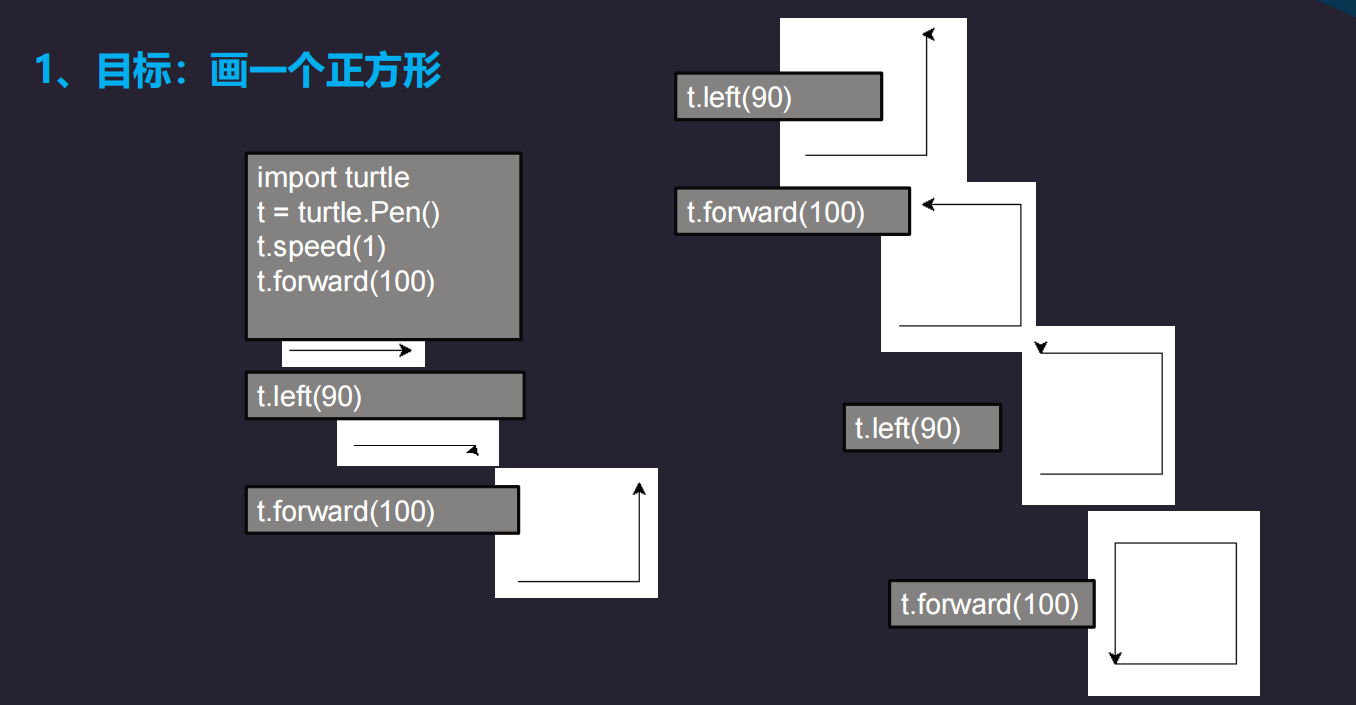 1、目标：画一个正方形
import turtle
t = turtle.Pen()
t.speed(1)
t.forward(100)
t.left(90)
t.forward(100)
t.left(90)
t.forward(100)
t.left(90)
t.forward(100)